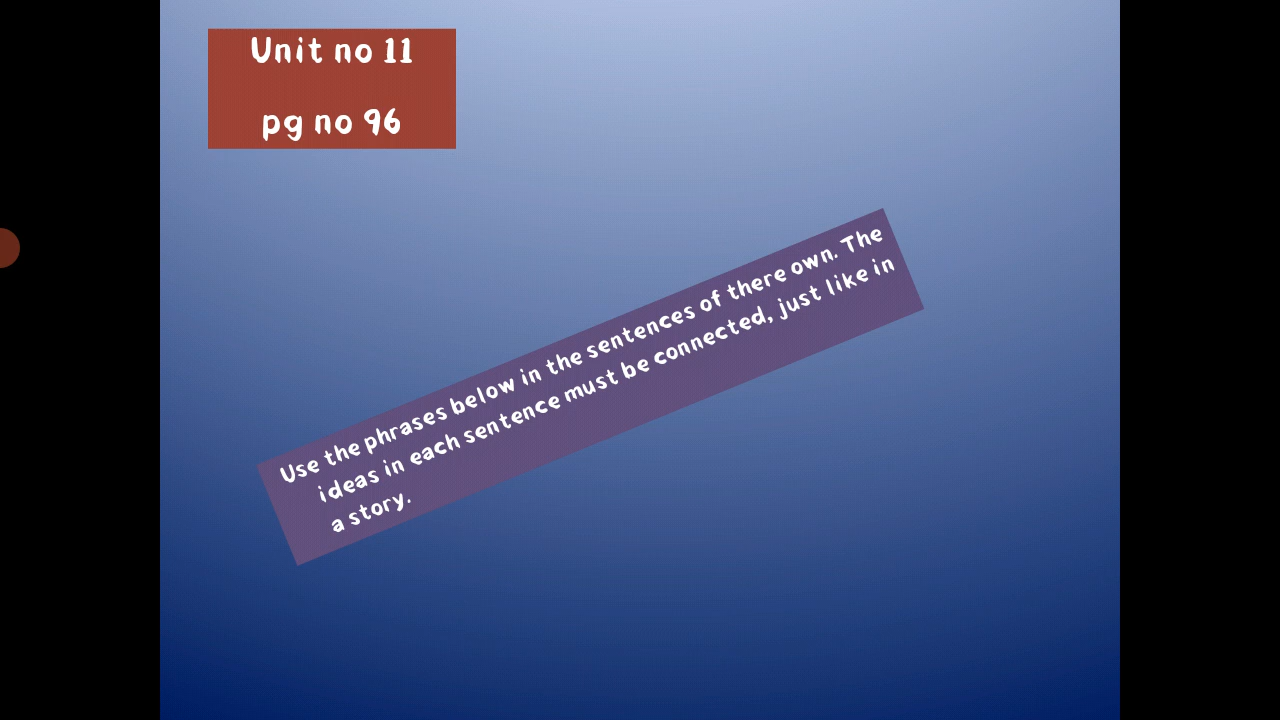 Unit no 11
pg no 96
Use the phrases below in the sentences of there own. The
ideas in each sentence must be connected, just like in
a story.